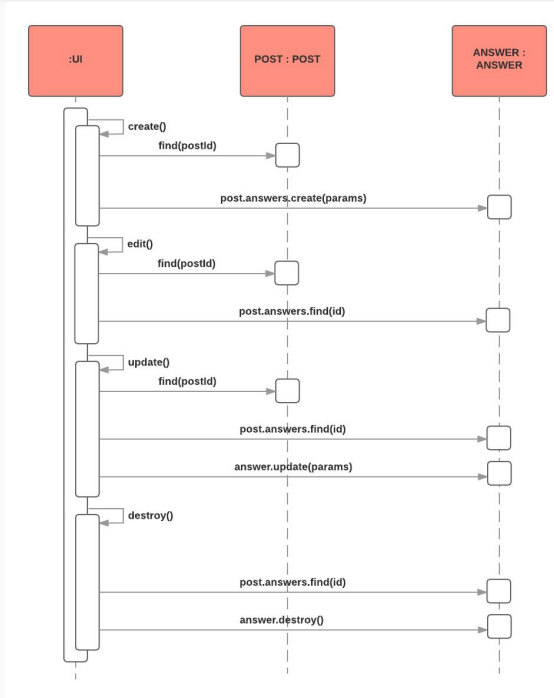 :UI
POST : POST
ANSWER :
ANSWER
create()
find(postId)
post.answers.create(params)
edit()
find(postId)
post.answers.find(id)
update()
find(postId)
post.answers.find(id)
answer.update(params)
destroy()
post.answers.find(id)
answer.destroy()